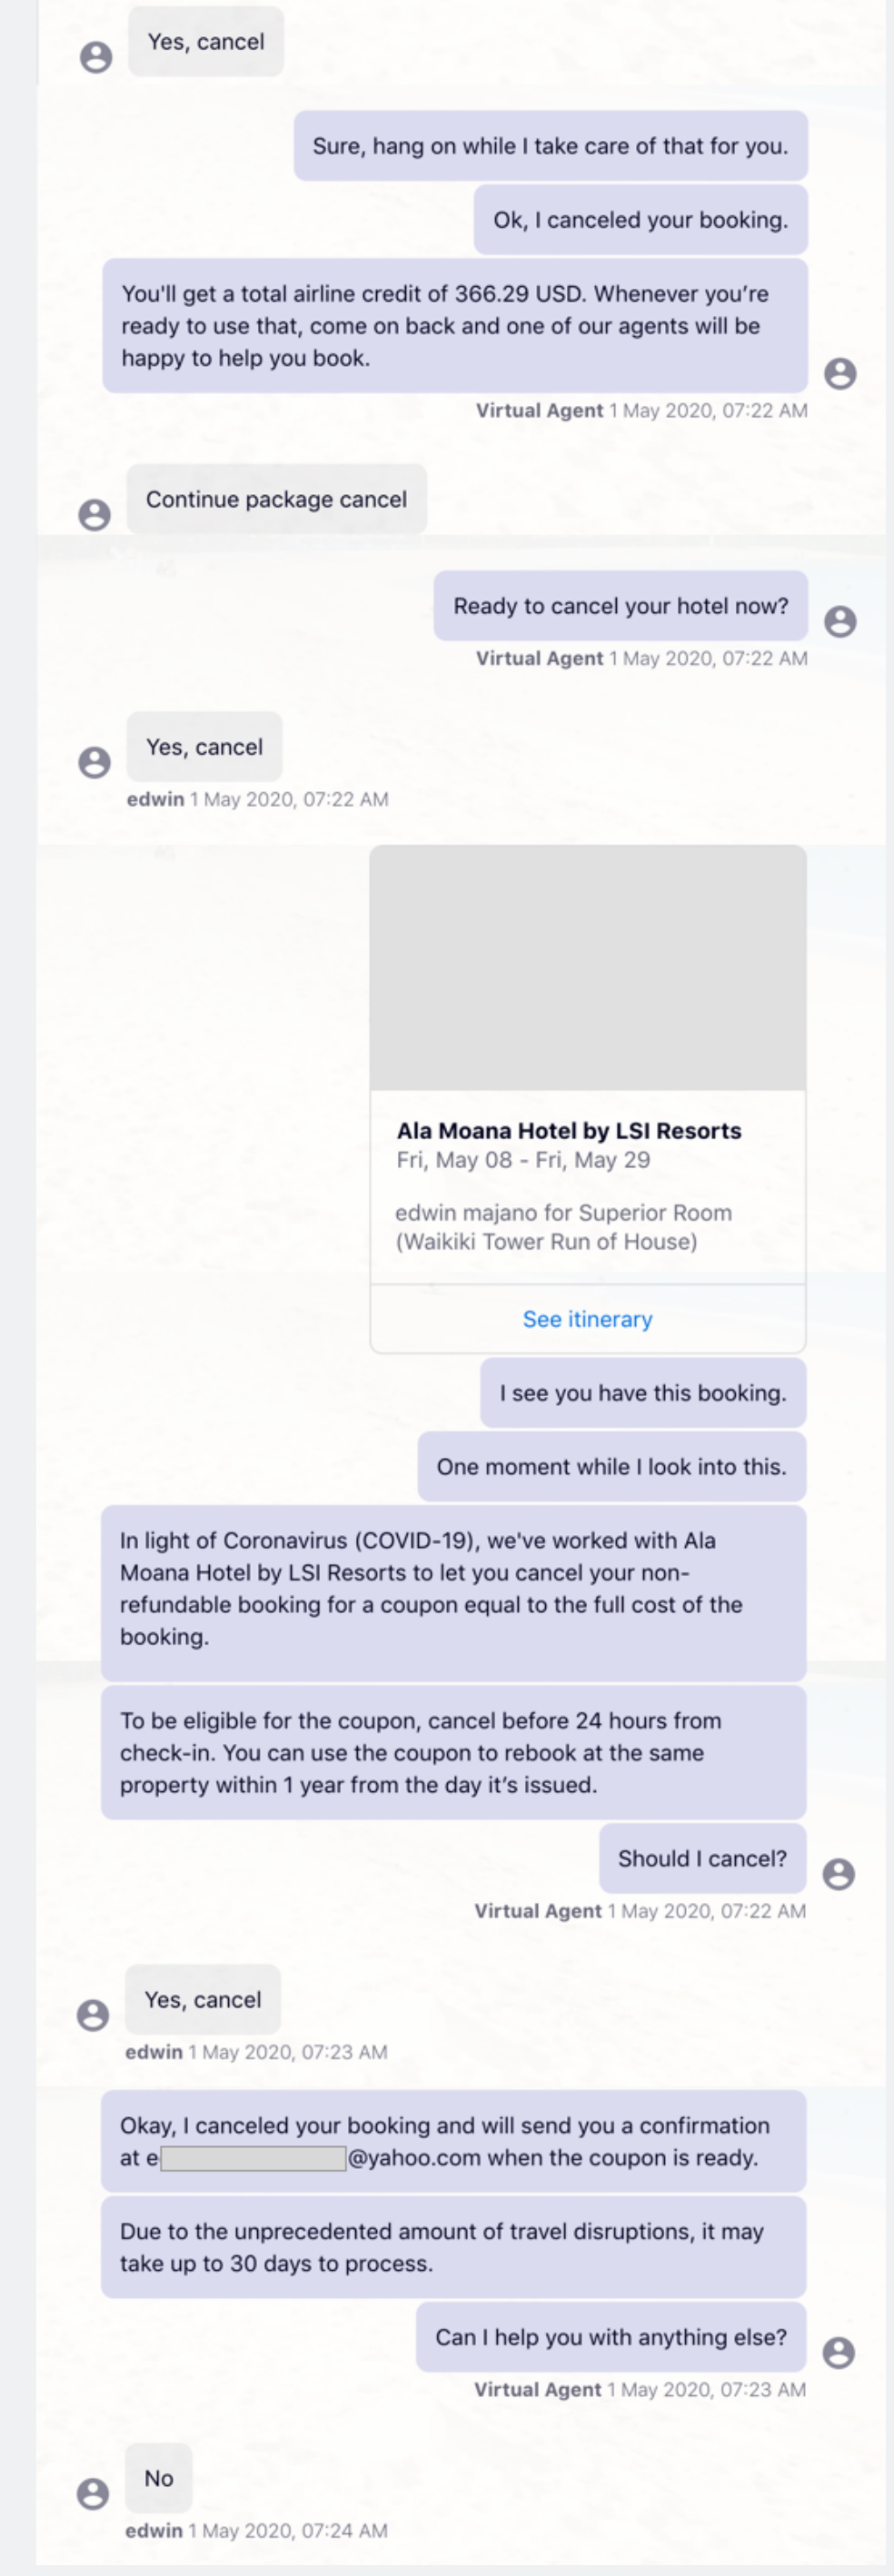 Yes, cancel
Sure, hang on while I take care of that for you.
Ok, I canceled your booking.
You'll get a total airline credit of 366.29 USD. Whenever you’re
ready to use that, come on back and one of our agents will be
happy to help you book.
Virtual Agent 1 May 2020, 07:22 AM
Continue package cancel
Ready to cancel your hotel now?
Virtual Agent 1 May 2020, 07:22 AM
Yes, cancel
edwin 1 May 2020, 07:22 AM
Ala Moana Hotel by LSI Resorts
Fri, May 08 - Fri, May 29
edwin majano for Superior Room
(Waikiki Tower Run of House)
See itinerary
I see you have this booking.
One moment while I look into this.
In light of Coronavirus (COVID-19), we've worked with Ala
Moana Hotel by LSI Resorts to let you cancel your non-
refundable booking for a coupon equal to the full cost of the
booking.
To be eligible for the coupon, cancel before 24 hours from
check-in. You can use the coupon to rebook at the same
property within 1 year from the day it’s issued.
Should I cancel?
Virtual Agent 1 May 2020, 07:22 AM
Yes, cancel
edwin 1 May 2020, 07:23 AM
Okay, I canceled your booking and will send you a confirmation
at e @yahoo.com when the coupon is ready.
Due to the unprecedented amount of travel disruptions, it may
take up to 30 days to process.
Can I help you with anything else?
Virtual Agent 1 May 2020, 07:23 AM
No
edwin 1 May 2020, 07:24 AM